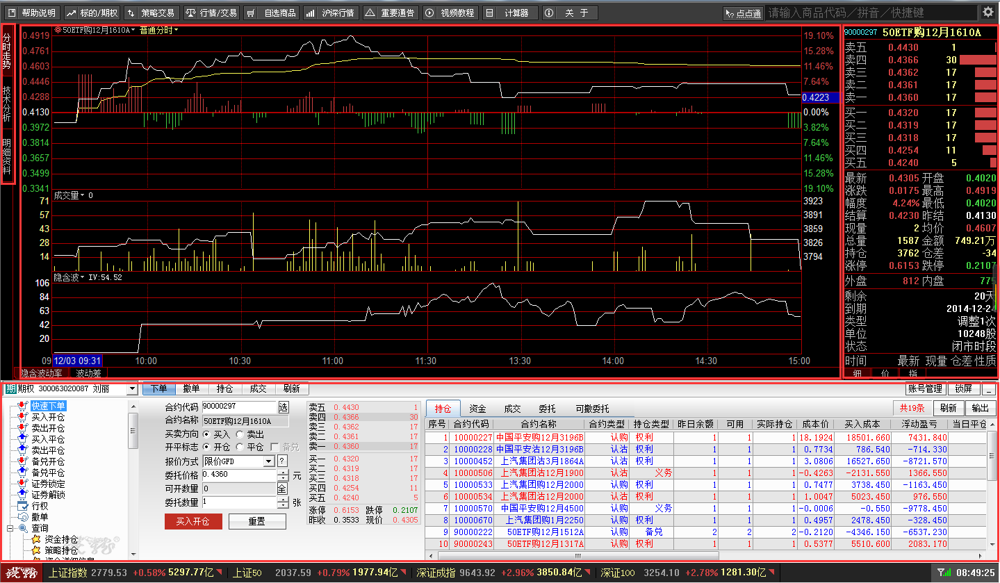 帮助说明 标的/期权 策略交易 行情/交易 自选商品 沪深行情 重要通告 视频教程 计算器 关 于 点点通 请输入商品代码／拼音／快捷键
分时走势
技术分析
明细资料
50ETF购12月1610A 普通分时
0.4919 19.10%
0.4761 15.28%
0.4603 11.46%
0.4446 7.64%
0.4288 0.4223
0.4130 0.00%
0.3972 3.82%
0.3814 7.64%
0.3657 11.46%
0.3499 15.28%
0.3341 19.10%
成交量 0
71 3923
57 3891
43 3859
28 3826
14 3794
隐含波 IV:54.52
106
84
63
42
20
09 12/03 09:31 10:00 10:30 11:00 11:30 13:30 14:00 14:30 15:00
隐含波动率 波动差
90000297 50ETF购12月1610A
卖五 0.4430 1
卖四 0.4366 30
卖三 0.4362 17
卖二 0.4361 17
卖一 0.4360 17
买一 0.4320 17
买二 0.4319 17
买三 0.4318 17
买四 0.4254 11
买五 0.4240 5
最新 0.4305 开盘 0.4020
涨跌 0.0175 最高 0.4919
幅度 4.24% 最低 0.4020
结算 0.4230 昨结 0.4130
现量 2 均价 0.4607
总量 1587 金额 749.21万
持仓 3762 仓差 -34
涨停 0.6153 跌停 0.2107
外盘 812 内盘 775
剩余 20天
到期 2014-12-24
类型 调整1次
单位 10248股
状态 闭市时段
时间 最新 现量 仓差 性质
细 价 指
期 期权 300063020087 刘丽 下单 撤单 持仓 成交 刷新 账号管理 锁屏 _
快速下单
买入开仓
卖出开仓
买入平仓
卖出平仓
备兑开仓
备兑平仓
证券锁定
证券解锁
行权
撤单
查询
资金持仓
策略持仓
资金详细信息
合约代码 90000297 选
合约名称 50ETF购12月1610A
买卖方向 买入 卖出
开平标志 开仓 平仓 备兑
报价方式 限价GFD ?
委托价格 0.4360 元
可开数量 0 全
委托数量 1 张
买入开仓 重置
卖五 0.4430 1
卖四 0.4366 30
卖三 0.4362 17
卖二 0.4361 17
卖一 0.4360 17
买一 0.4320 17
买二 0.4319 17
买三 0.4318 17
买四 0.4254 11
买五 0.4240 5
涨停 0.6153 跌停 0.2107
昨收 0.3533 现价 0.4305
持仓 资金 成交 委托 可撤委托 共19条 刷新 输出
序号 合约代码 合约名称 合约类型 持仓类型 昨日余额 可用 实际持仓 成本价 买入成本 浮动盈亏 当日平仓
1 10000227 中国平安购12月3196B 认购 权利 1 1 1 18.1924 18501.660 7431.840
2 10000228 中国平安沽12月3196B 认沽 权利 1 1 1 0.7734 786.540 -714.330
3 10000452 上汽集团沽3月1864A 认沽 权利 1 1 1 3.0806 16527.650 -8721.570
4 10000506 上汽集团沽12月1900 认沽 义务 1 1 1 -0.4263 -2131.550 1366.550
5 10000533 上汽集团购12月2000 认购 权利 1 1 1 0.7477 3738.450 -1163.450
6 10000534 上汽集团沽12月2000 认沽 权利 1 1 1 1.0047 5023.450 976.550
7 10000570 中国平安购12月4500 认购 义务 1 1 1 -0.0006 -0.550 -9778.450
8 10000670 上汽集团购1月2250 认购 权利 1 1 1 0.4957 2478.450 -328.450
9 90000222 50ETF购12月1512A 认购 备兑 2 2 2 -0.2120 -4346.150 -6537.230
10 90000243 50ETF购12月1317A 认购 权利 1 1 1 0.5377 5510.600 2083.170
上证指数 2779.53 +0.58% 5297.77亿 上证50 2037.59 +0.79% 1977.94亿 深证成指 9643.92 +2.96% 3850.84亿 深证100 3254.10 +2.78% 1281.30亿 08:49:25